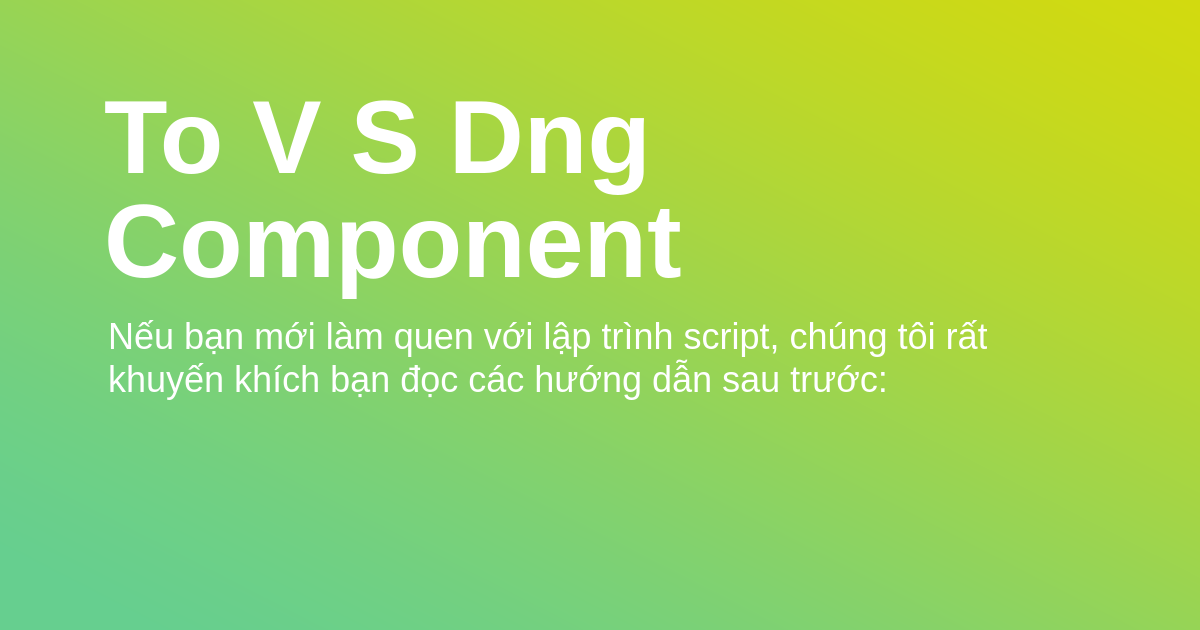 To V S Dng
Component
Nếu bạn mới làm quen với lập trình script, chúng tôi rất
khuyến khích bạn đọc các hướng dẫn sau trước: